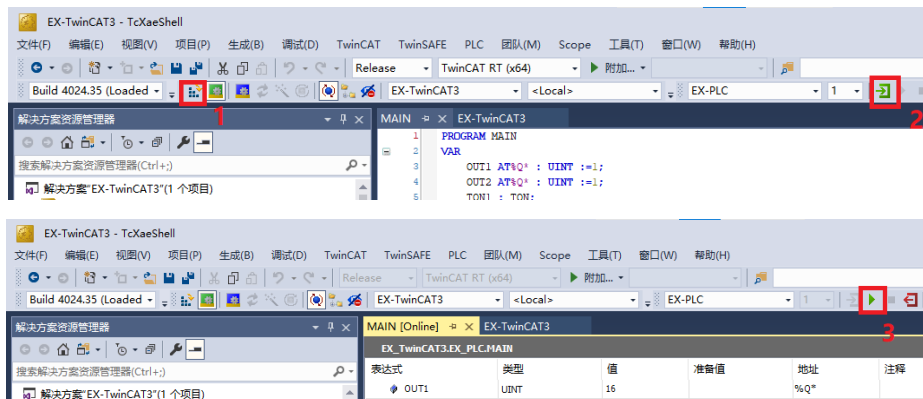 EX-TwinCAT3 - TcXaeShell
文件(F) 编辑(E) 视图(V) 项目(P) 生成(B) 调试(D) TwinCAT TwinSAFE PLC 团队(M) Scope 工具(T) 窗口(W) 帮助(H)
Release TwinCAT RT (x64) 附加...
Build 4024.35 (Loaded EX-TwinCAT3 <Local> EX-PLC 1
1
2
解决方案资源管理器
MAIN EX-TwinCAT3
搜索解决方案资源管理器(Ctrl+;)
解决方案"EX-TwinCAT3"(1 个项目)
1 PROGRAM MAIN
2 VAR
3 OUT1 AT%Q* : UINT :=1;
4 OUT2 AT%Q* : UINT :=1;
5 TON1 : TON;
EX-TwinCAT3 - TcXaeShell
文件(F) 编辑(E) 视图(V) 项目(P) 生成(B) 调试(D) TwinCAT TwinSAFE PLC 团队(M) Scope 工具(T) 窗口(W) 帮助(H)
Release TwinCAT RT (x64) 附加...
Build 4024.35 (Loaded EX-TwinCAT3 <Local> EX-PLC 1
3
解决方案资源管理器
MAIN [Online] EX-TwinCAT3
EX_TwinCAT3.EX_PLC.MAIN
搜索解决方案资源管理器(Ctrl+;)
表达式 类型 值 准备值 地址 注释
解决方案"EX-TwinCAT3"(1 个项目)
OUT1 UINT 16 %Q*